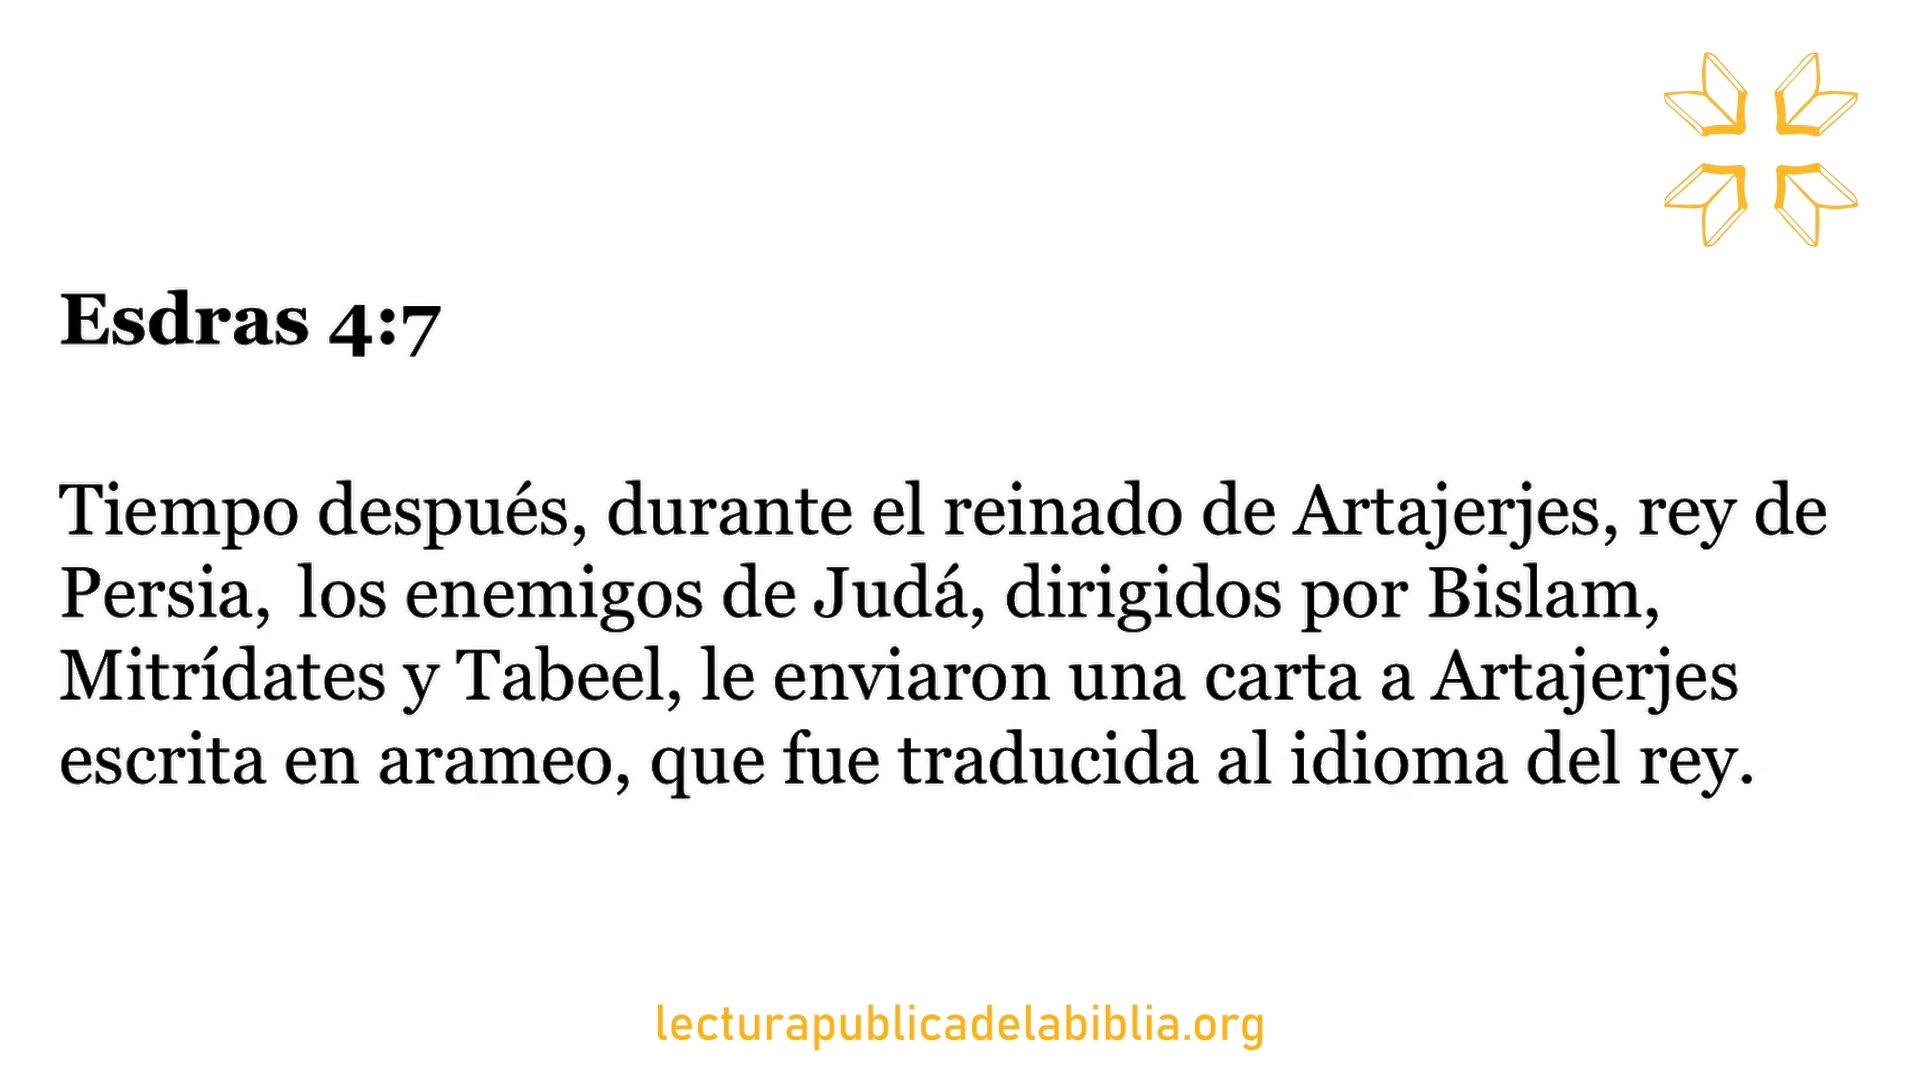 Esdras 4:7
Tiempo después, durante el reinado de Artajerjes, rey de
Persia, los enemigos de Judá, dirigidos por Bislam,
Mitrídates y Tabeel, le enviaron una carta a Artajerjes
escrita en arameo, que fue traducida al idioma del rey.
lecturapublicadelabiblia.org